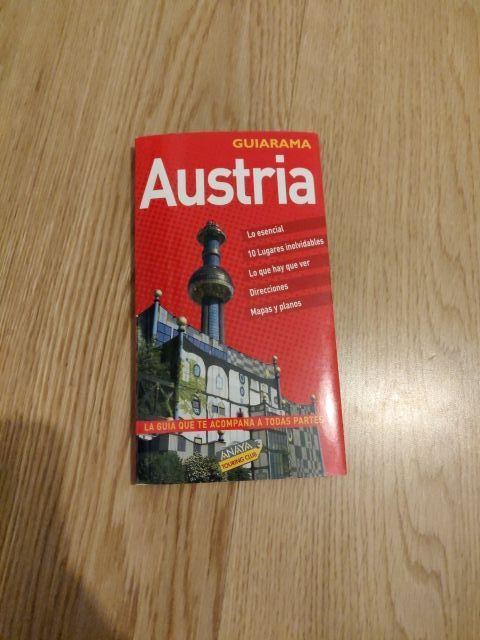 GUIARAMA
Austria
Lo esencial
10 Lugares inolvidables
Lo que hay que ver
Direcciones
Mapas y planos
LA GUÍA QUE TE ACOMPAÑA A TODAS PARTES
ANAYA
TOURING CLUB